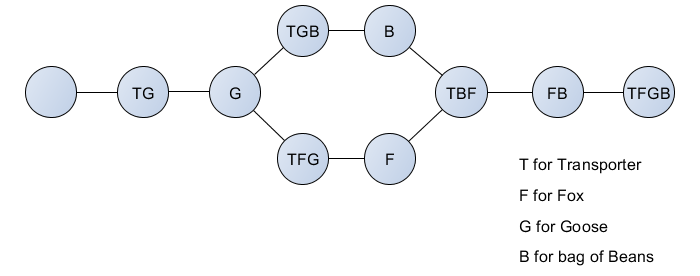 TGB
B
TG
G
TBF
FB
TFGB
TFG
F
T for Transporter
F for Fox
G for Goose
B for bag of Beans